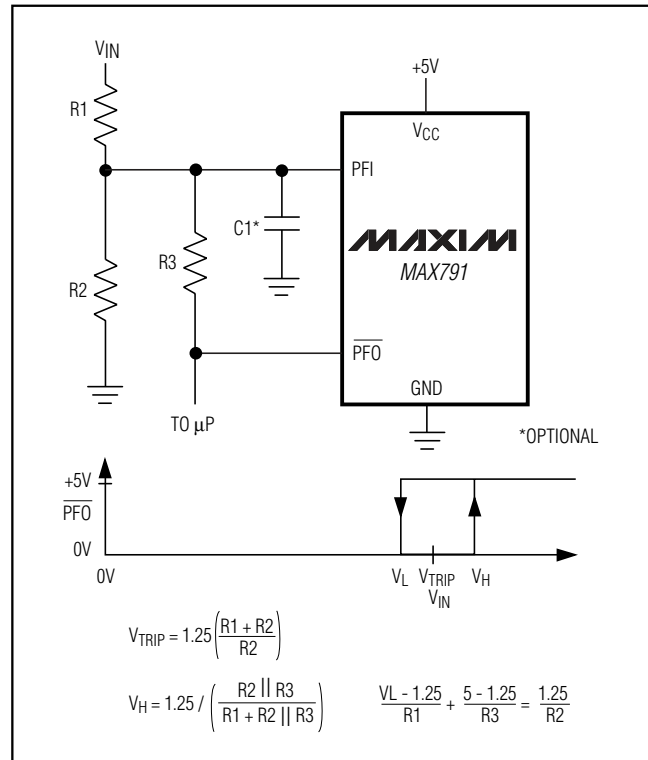 VIN
R1
+5V
VCC
PFI
C1*
R3
MAXIM
MAX791
R2
PFO
GND
TO μP
*OPTIONAL
+5V
PFO
0V
0V
VL VTRIP VH
VIN
VTRIP = 1.25 (R1 + R2 / R2)
VH = 1.25 / (R2 || R3 / R1 + R2 || R3)
VL - 1.25 / R1 + 5 - 1.25 / R3 = 1.25 / R2